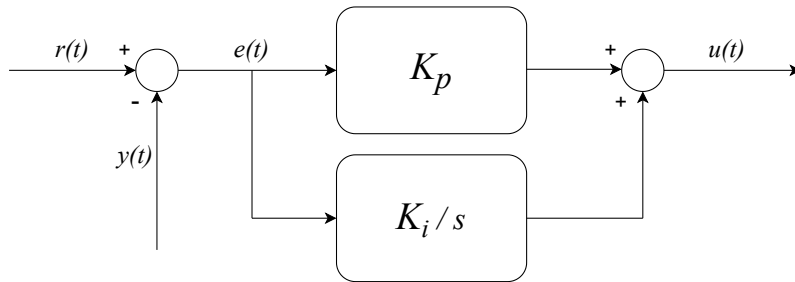 r(t)
+
-
y(t)
e(t)
K_p
K_i / s
+
+
u(t)